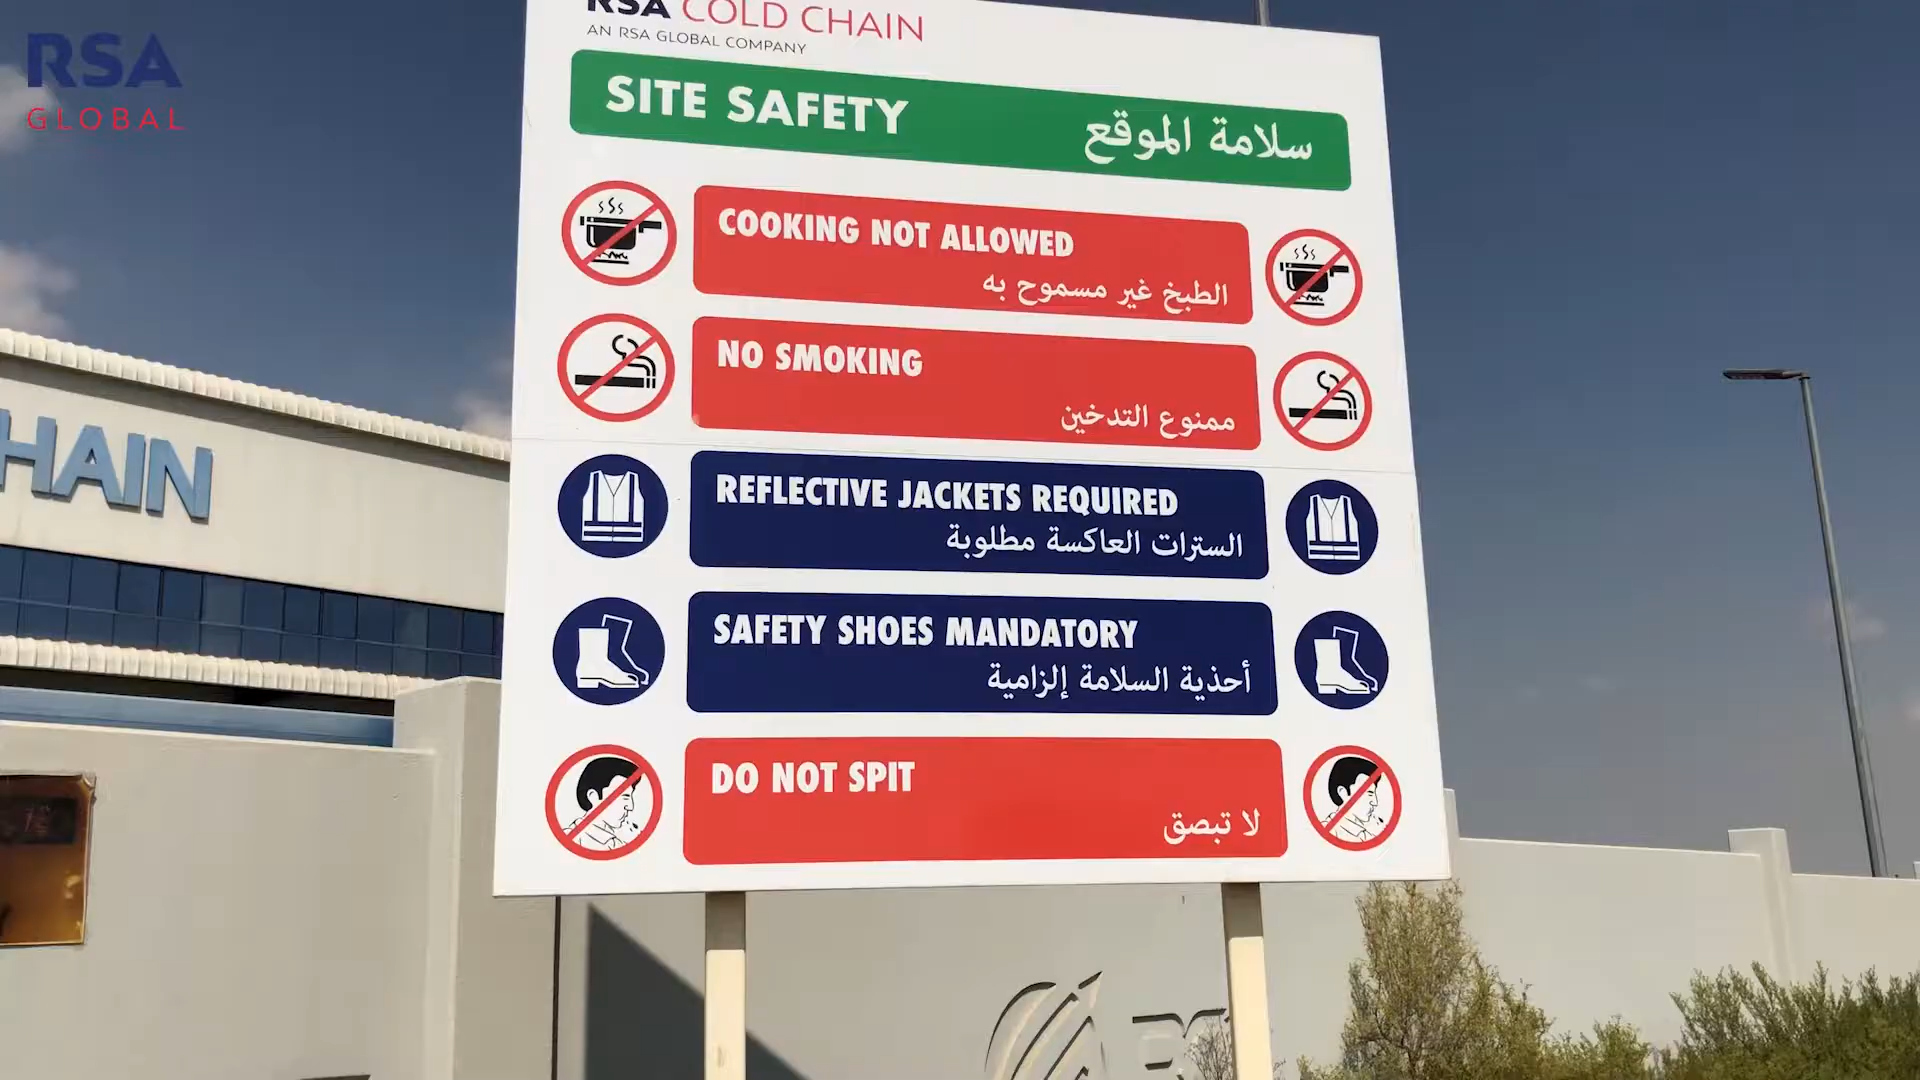 RSA GLOBAL
RSA COLD CHAIN
AN RSA GLOBAL COMPANY
SITE SAFETY
سلامة الموقع
COOKING NOT ALLOWED
الطبخ غير مسموح به
NO SMOKING
ممنوع التدخين
REFLECTIVE JACKETS REQUIRED
السترات العاكسة مطلوبة
SAFETY SHOES MANDATORY
أحذية السلامة إلزامية
DO NOT SPIT
لا تبصق
HAIN